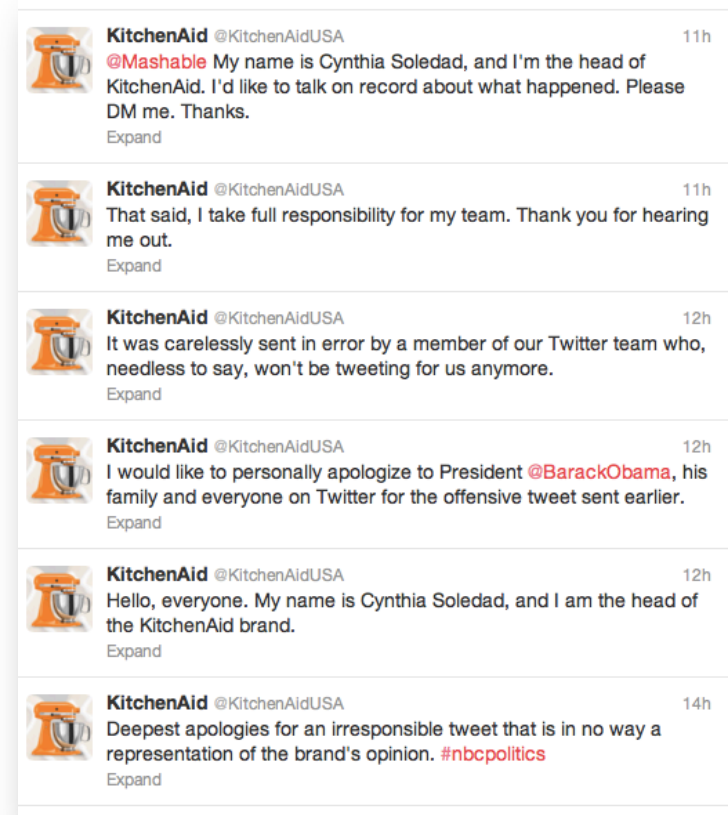 KitchenAid @KitchenAidUSA 11h
@Mashable My name is Cynthia Soledad, and I'm the head of
KitchenAid. I'd like to talk on record about what happened. Please
DM me. Thanks.
Expand
KitchenAid @KitchenAidUSA 11h
That said, I take full responsibility for my team. Thank you for hearing
me out.
Expand
KitchenAid @KitchenAidUSA 12h
It was carelessly sent in error by a member of our Twitter team who,
needless to say, won't be tweeting for us anymore.
Expand
KitchenAid @KitchenAidUSA 12h
I would like to personally apologize to President @BarackObama, his
family and everyone on Twitter for the offensive tweet sent earlier.
Expand
KitchenAid @KitchenAidUSA 12h
Hello, everyone. My name is Cynthia Soledad, and I am the head of
the KitchenAid brand.
Expand
KitchenAid @KitchenAidUSA 14h
Deepest apologies for an irresponsible tweet that is in no way a
representation of the brand's opinion. #nbcpolitics
Expand